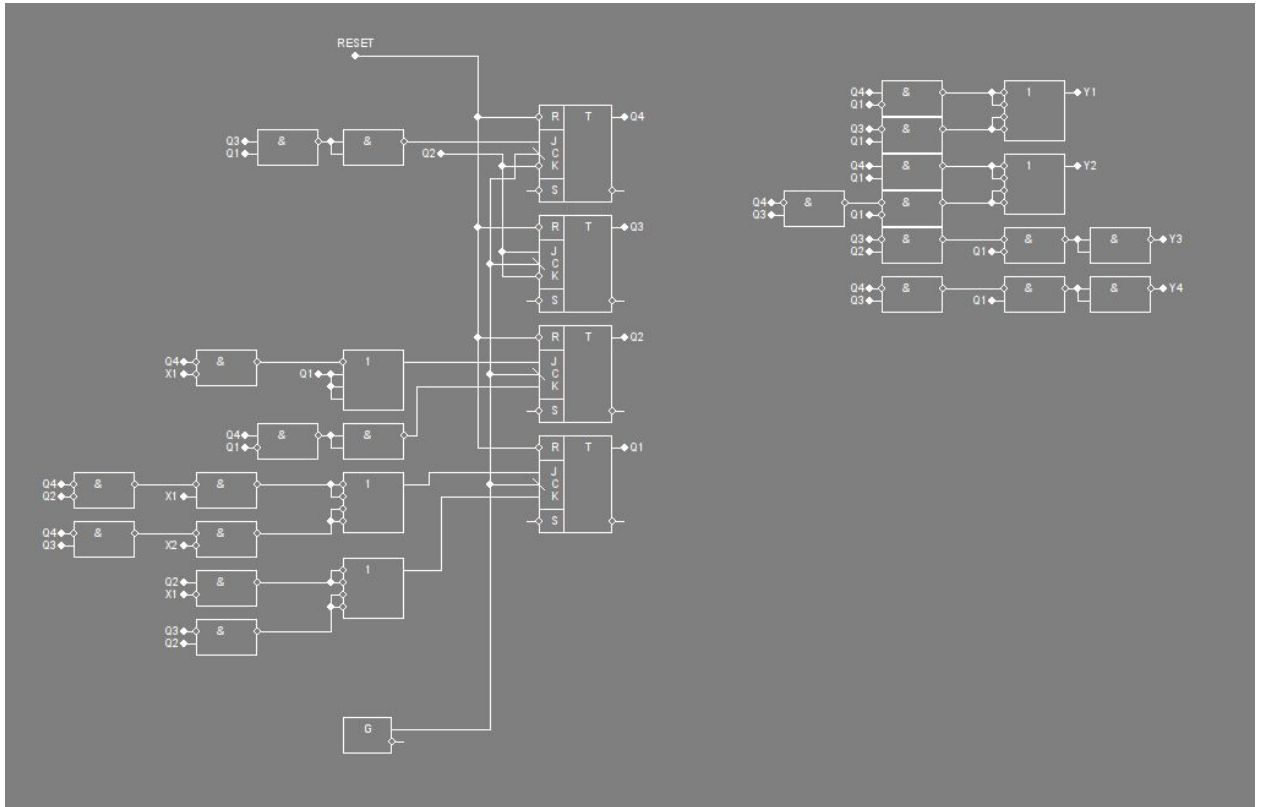 RESET
Q3 & &
Q1
Q2
R T Q4
J
C
K
S
R T Q3
J
C
K
S
Q4 & 1
X1 Q1
R T Q2
J
C
K
S
Q4 & &
Q1
R T Q1
J
C
K
S
Q4 & & 1
Q2 X1
Q4 & &
Q3 X2
Q2 & 1
X1
Q3 &
Q2
G
Q4 & 1 Y1
Q1
Q3 &
Q1
Q4 & 1 Y2
Q1
Q4 & &
Q3 Q1
Q3 & & & Y3
Q2 Q1
Q4 & & & Y4
Q3 Q1